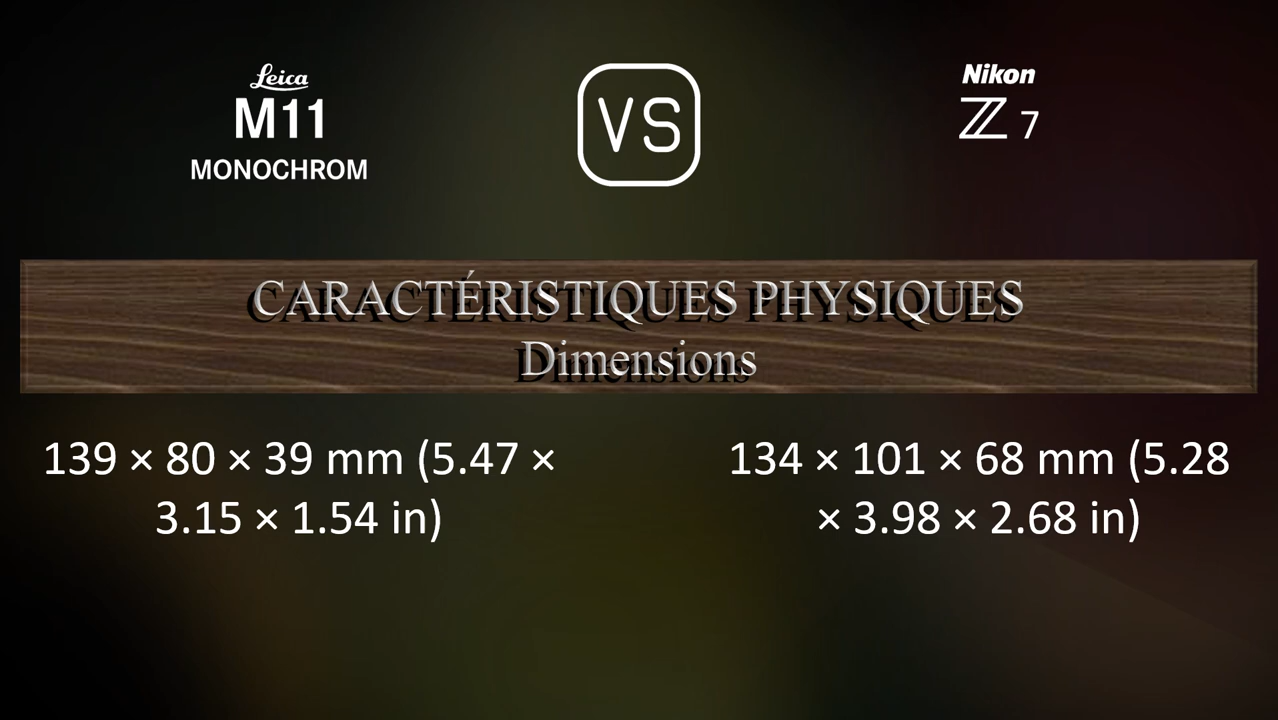 Leica
M11
MONOCHROM
VS
Nikon
Z 7
CARACTÉRISTIQUES PHYSIQUES
Dimensions
139 × 80 × 39 mm (5.47 ×
3.15 × 1.54 in)
134 × 101 × 68 mm (5.28
× 3.98 × 2.68 in)